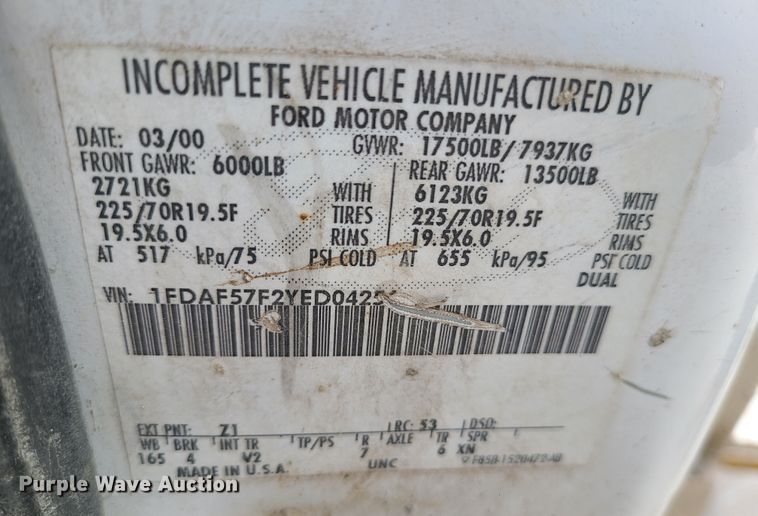 INCOMPLETE VEHICLE MANUFACTURED BY
FORD MOTOR COMPANY
DATE: 03/00 GVWR: 17500LB/7937KG
FRONT GAWR: 6000LB REAR GAWR: 13500LB
2721KG WITH 6123KG WITH
225/70R19.5F TIRES 225/70R19.5F TIRES
19.5X6.0 RIMS 19.5X6.0 RIMS
AT 517 kPa/75 PSI COLD AT 655 kPa/95 PSI COLD
DUAL
VIN: 1FDAF57F2YED0425
EXT PNT: Z1 RC: 53 DSO:
WB BRK INT TR TP/PS R AXLE TR SPR
165 4 V2 7 6 XN
MADE IN U.S.A. UNC
Purple Wave Auction